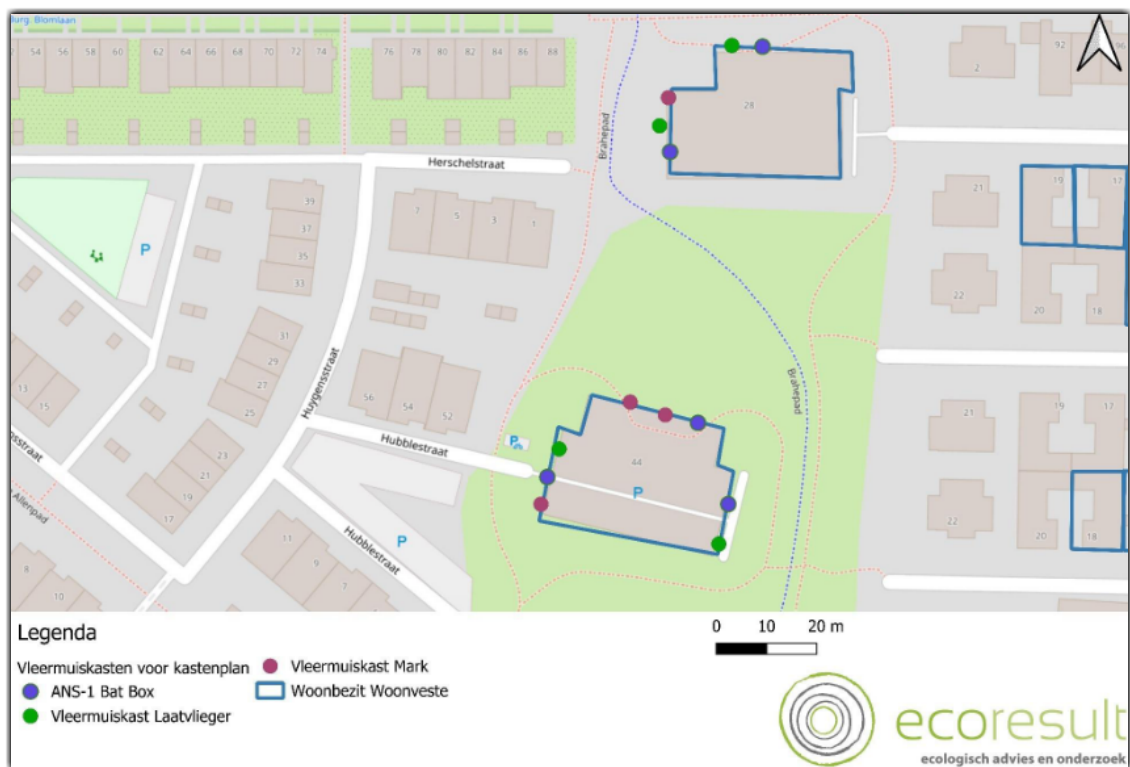 Burg. Blomlaan
54 56 58 60 62 64 66 68 70 72 74 76 78 80 82 84 86 88
92
96
2
28
Brahepad
Herschelstraat
21 19 17
39
37
35
33
7 5 3 1
P
22
20 18
31
29
27
25
Huygensstraat
Brahepad
13
15
56 54 52
21 19 17
Hubblestraat
P
44
P
23
21
19
17
Allenpad
P
22
20 18
Hubblestraat
11
9
7
8
10
Legenda
0 10 20 m
Vleermuiskasten voor kastenplan
Vleermuiskast Mark
ANS-1 Bat Box
Woonbezit Woonveste
Vleermuiskast Laatvlieger
ecoresult
ecologisch advies en onderzoek